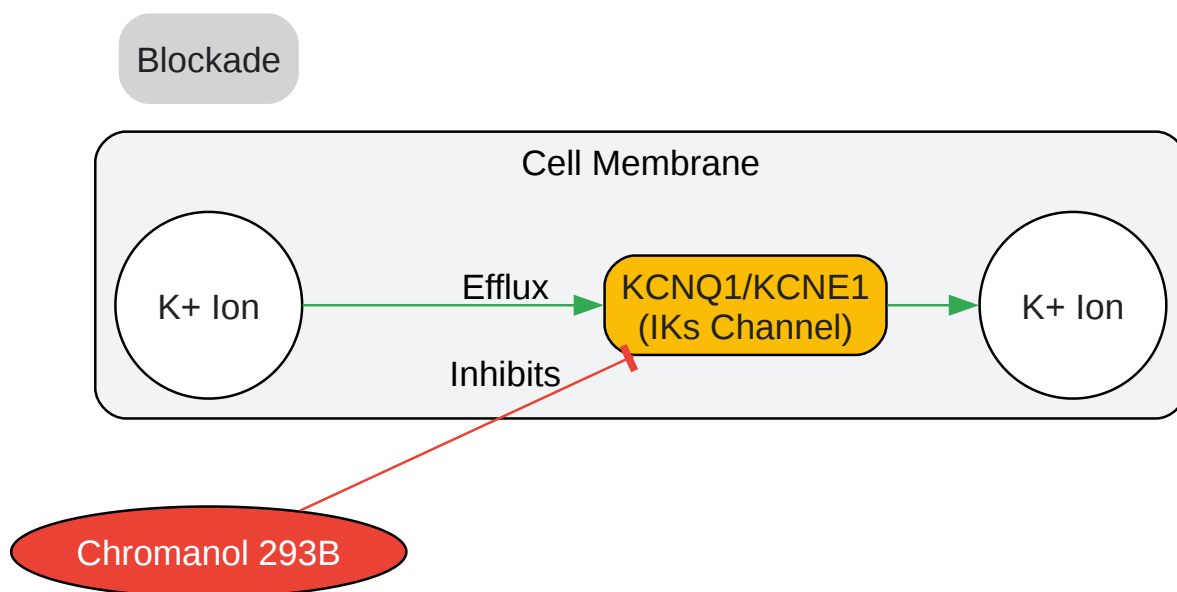 Blockade
Cell Membrane
K+ Ion
Efflux
KCNQ1/KCNE1
(IKs Channel)
K+ Ion
Inhibits
Chromanol 293B